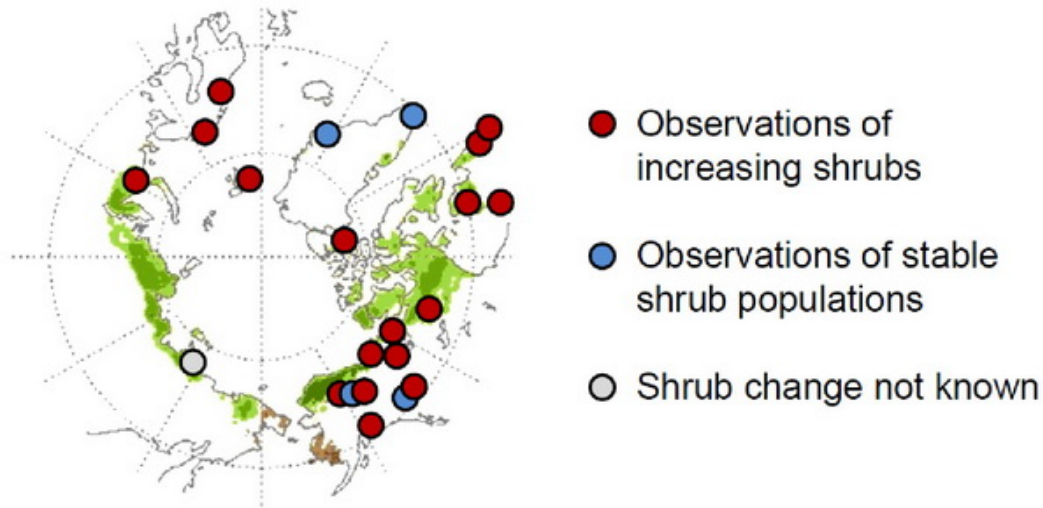 Observations of
increasing shrubs
Observations of stable
shrub populations
Shrub change not known